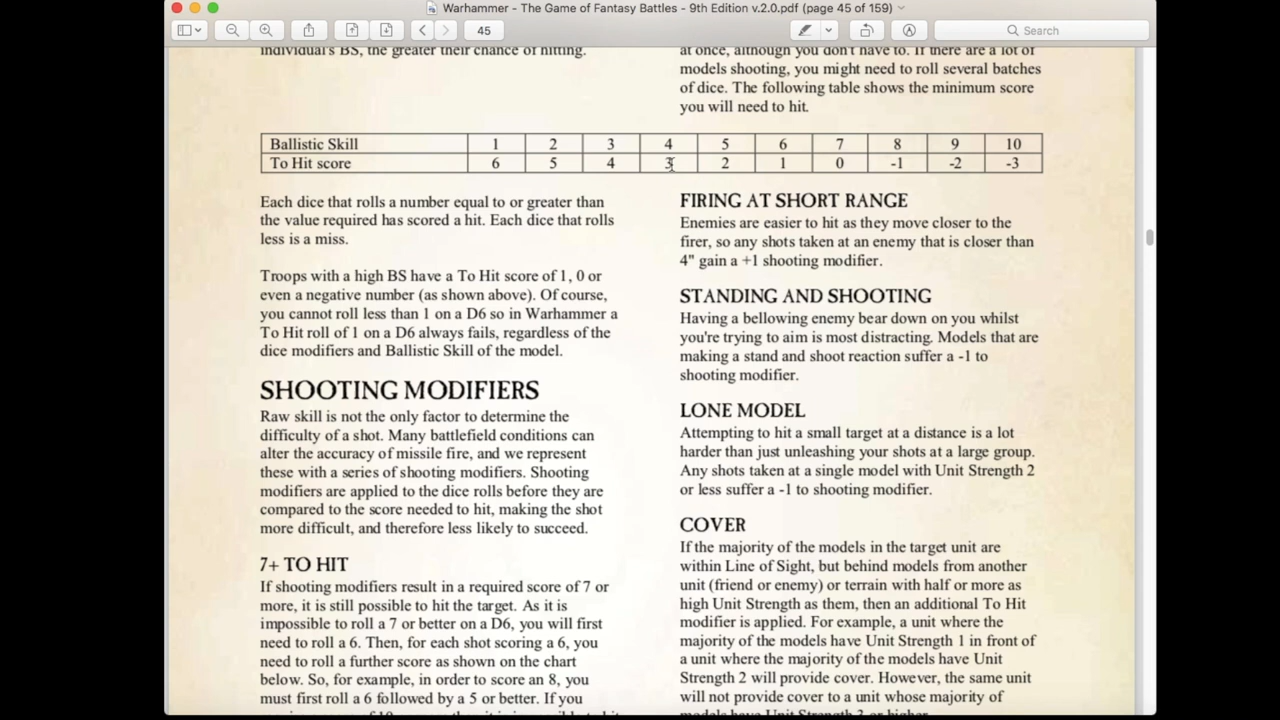 Warhammer - The Game of Fantasy Battles - 9th Edition v.2.0.pdf (page 45 of 159)
45
Search
individual's BS, the greater their chance of hitting.
Ballistic Skill 1 2 3 4 5 6 7 8 9 10
To Hit score 6 5 4 3 2 1 0 -1 -2 -3
Each dice that rolls a number equal to or greater than
the value required has scored a hit. Each dice that rolls
less is a miss.
Troops with a high BS have a To Hit score of 1, 0 or
even a negative number (as shown above). Of course,
you cannot roll less than 1 on a D6 so in Warhammer a
To Hit roll of 1 on a D6 always fails, regardless of the
dice modifiers and Ballistic Skill of the model.
SHOOTING MODIFIERS
Raw skill is not the only factor to determine the
difficulty of a shot. Many battlefield conditions can
alter the accuracy of missile fire, and we represent
these with a series of shooting modifiers. Shooting
modifiers are applied to the dice rolls before they are
compared to the score needed to hit, making the shot
more difficult, and therefore less likely to succeed.
7+ TO HIT
If shooting modifiers result in a required score of 7 or
more, it is still possible to hit the target. As it is
impossible to roll a 7 or better on a D6, you will first
need to roll a 6. Then, for each shot scoring a 6, you
need to roll a further score as shown on the chart
below. So, for example, in order to score an 8, you
must first roll a 6 followed by a 5 or better. If you
at once, although you don't have to. If there are a lot of
models shooting, you might need to roll several batches
of dice. The following table shows the minimum score
you will need to hit.
FIRING AT SHORT RANGE
Enemies are easier to hit as they move closer to the
firer, so any shots taken at an enemy that is closer than
4" gain a +1 shooting modifier.
STANDING AND SHOOTING
Having a bellowing enemy bear down on you whilst
you're trying to aim is most distracting. Models that are
making a stand and shoot reaction suffer a -1 to
shooting modifier.
LONE MODEL
Attempting to hit a small target at a distance is a lot
harder than just unleashing your shots at a large group.
Any shots taken at a single model with Unit Strength 2
or less suffer a -1 to shooting modifier.
COVER
If the majority of the models in the target unit are
within Line of Sight, but behind models from another
unit (friend or enemy) or terrain with half or more as
high Unit Strength as them, then an additional To Hit
modifier is applied. For example, a unit where the
majority of the models have Unit Strength 1 in front of
a unit where the majority of the models have Unit
Strength 2 will provide cover. However, the same unit
will not provide cover to a unit whose majority of
models have Unit Strength 3 or higher.